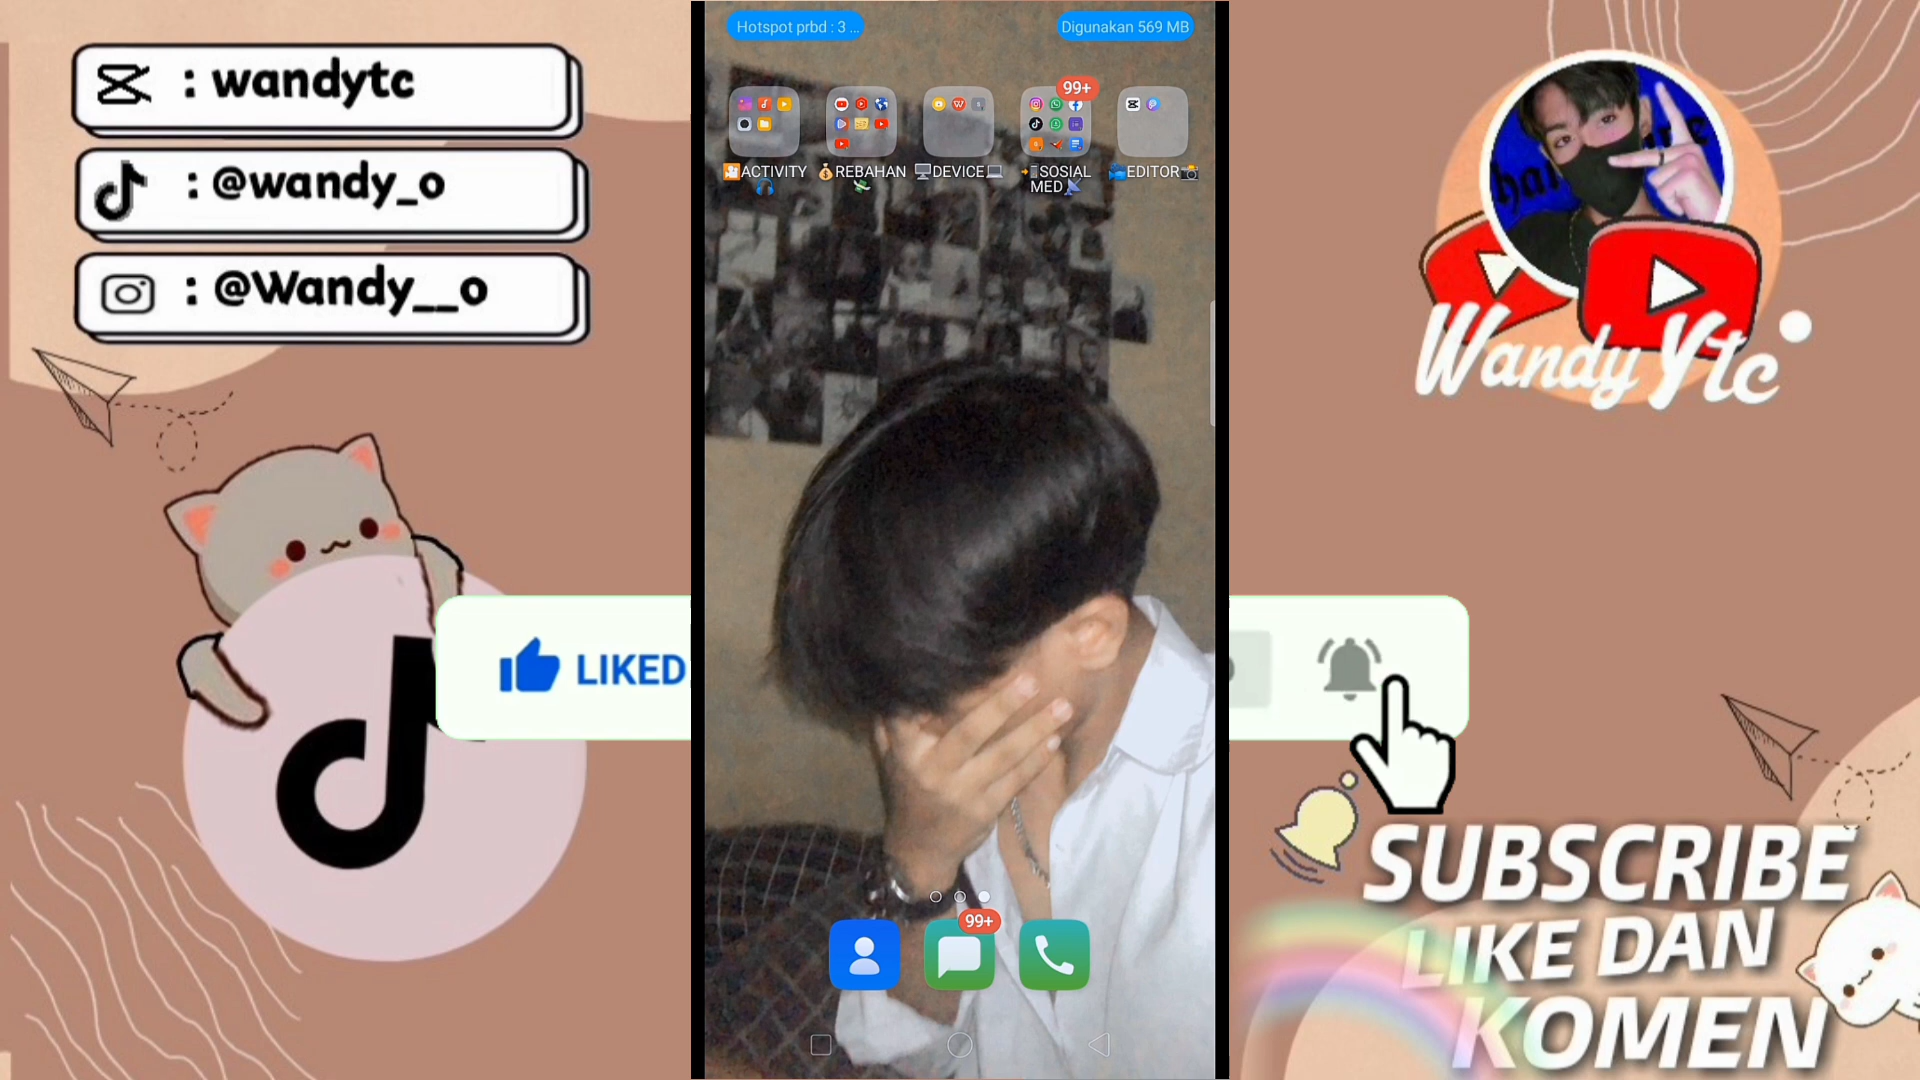 : wandytc
: @wandy_o
: @Wandy__o
LIKED
Hotspot prbd : 3 ...
Digunakan 569 MB
99+
ACTIVITY
REBAHAN
DEVICE
SOSIAL
MED
EDITOR
99+
Wandy Ytc
SUBSCRIBE
LIKE DAN
KOMEN